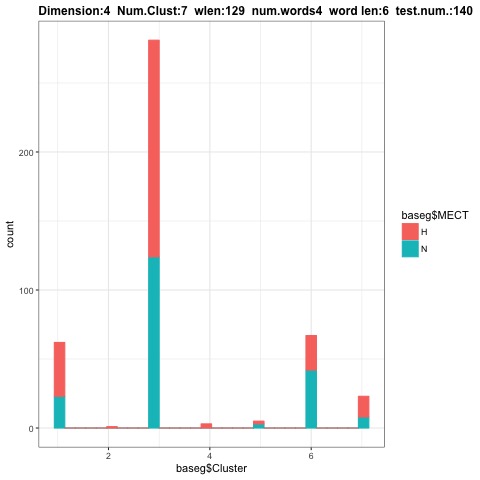 Dimension:4 Num.Clust:7 wlen:129 num.words4 word len:6 test.num.:140
count
200
100
0
2
4
6
baseg$Cluster
baseg$MECT
H
N